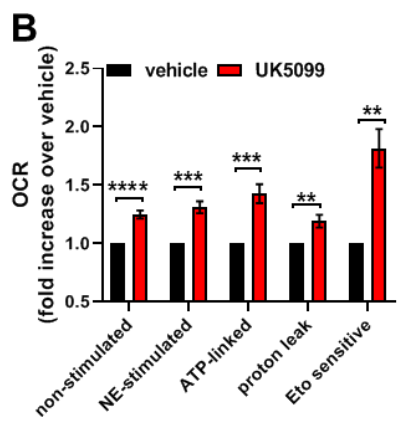 B
OCR
(fold increase over vehicle)
2.5
2.0
1.5
1.0
0.5
vehicle UK5099
****
***
***
**
**
non-stimulated
NE-stimulated
ATP-linked
proton leak
Eto sensitive